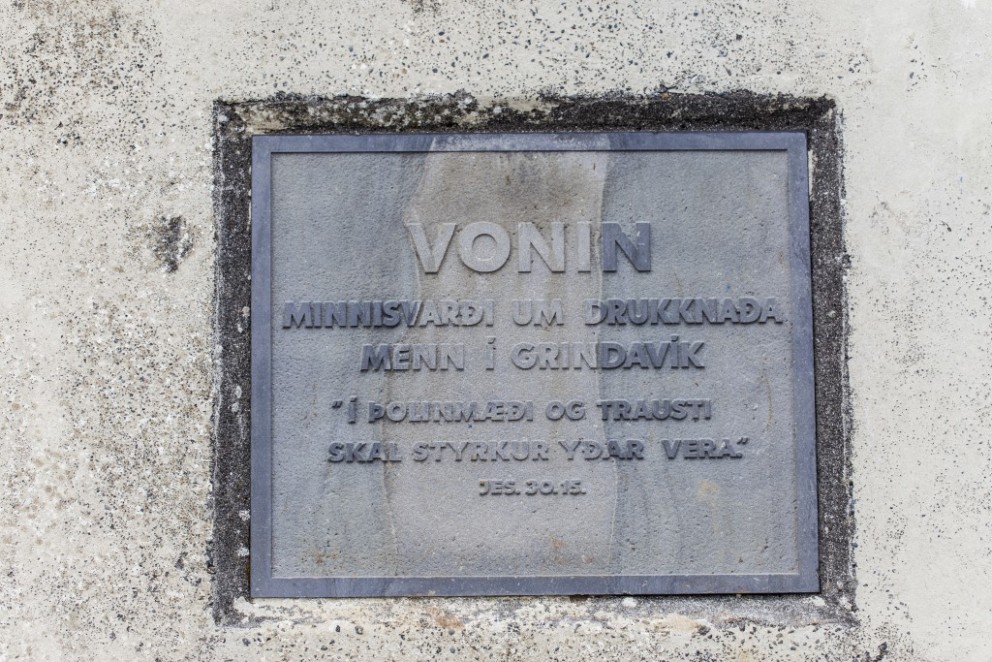 VONIN
MINNISVARÐI UM DRUKKNAÐA
MENN Í GRINDAVÍK
"Í ÞOLINMÆÐI OG TRAUSTI
SKAL STYRKUR YÐAR VERA."
JES. 30.15.